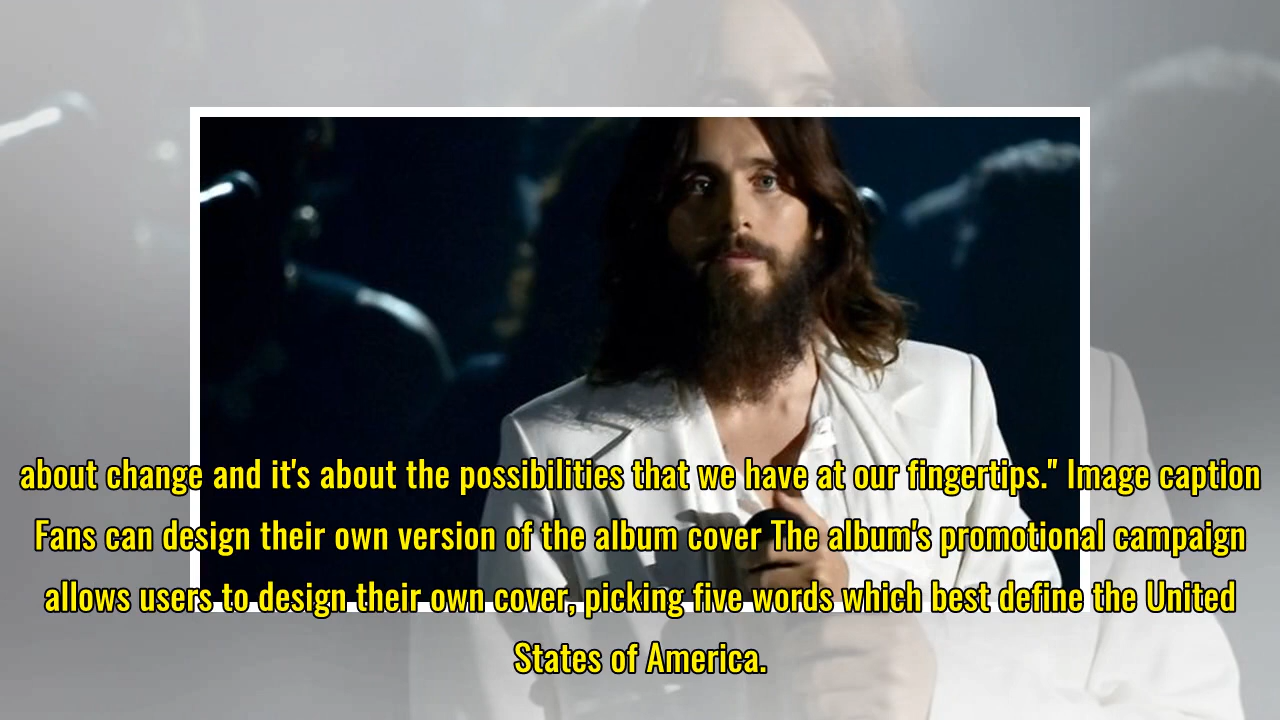 about change and it's about the possibilities that we have at our fingertips." Image caption
Fans can design their own version of the album cover The album's promotional campaign
allows users to design their own cover, picking five words which best define the United
States of America.